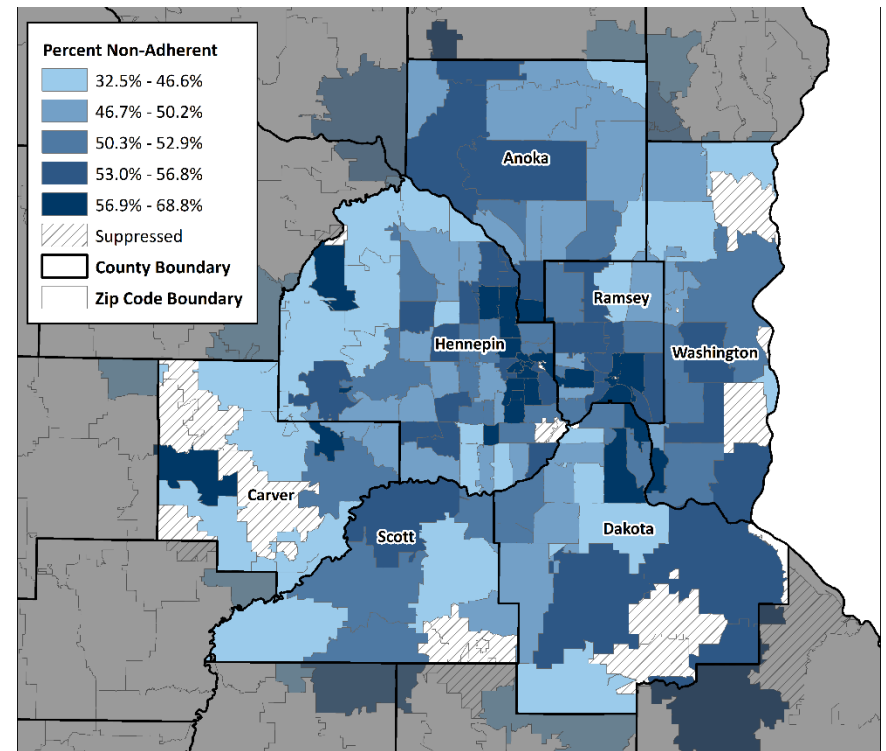 Percent Non-Adherent
32.5% - 46.6%
46.7% - 50.2%
50.3% - 52.9%
53.0% - 56.8%
56.9% - 68.8%
Suppressed
County Boundary
Zip Code Boundary
Anoka
Ramsey
Hennepin
Washington
Carver
Scott
Dakota